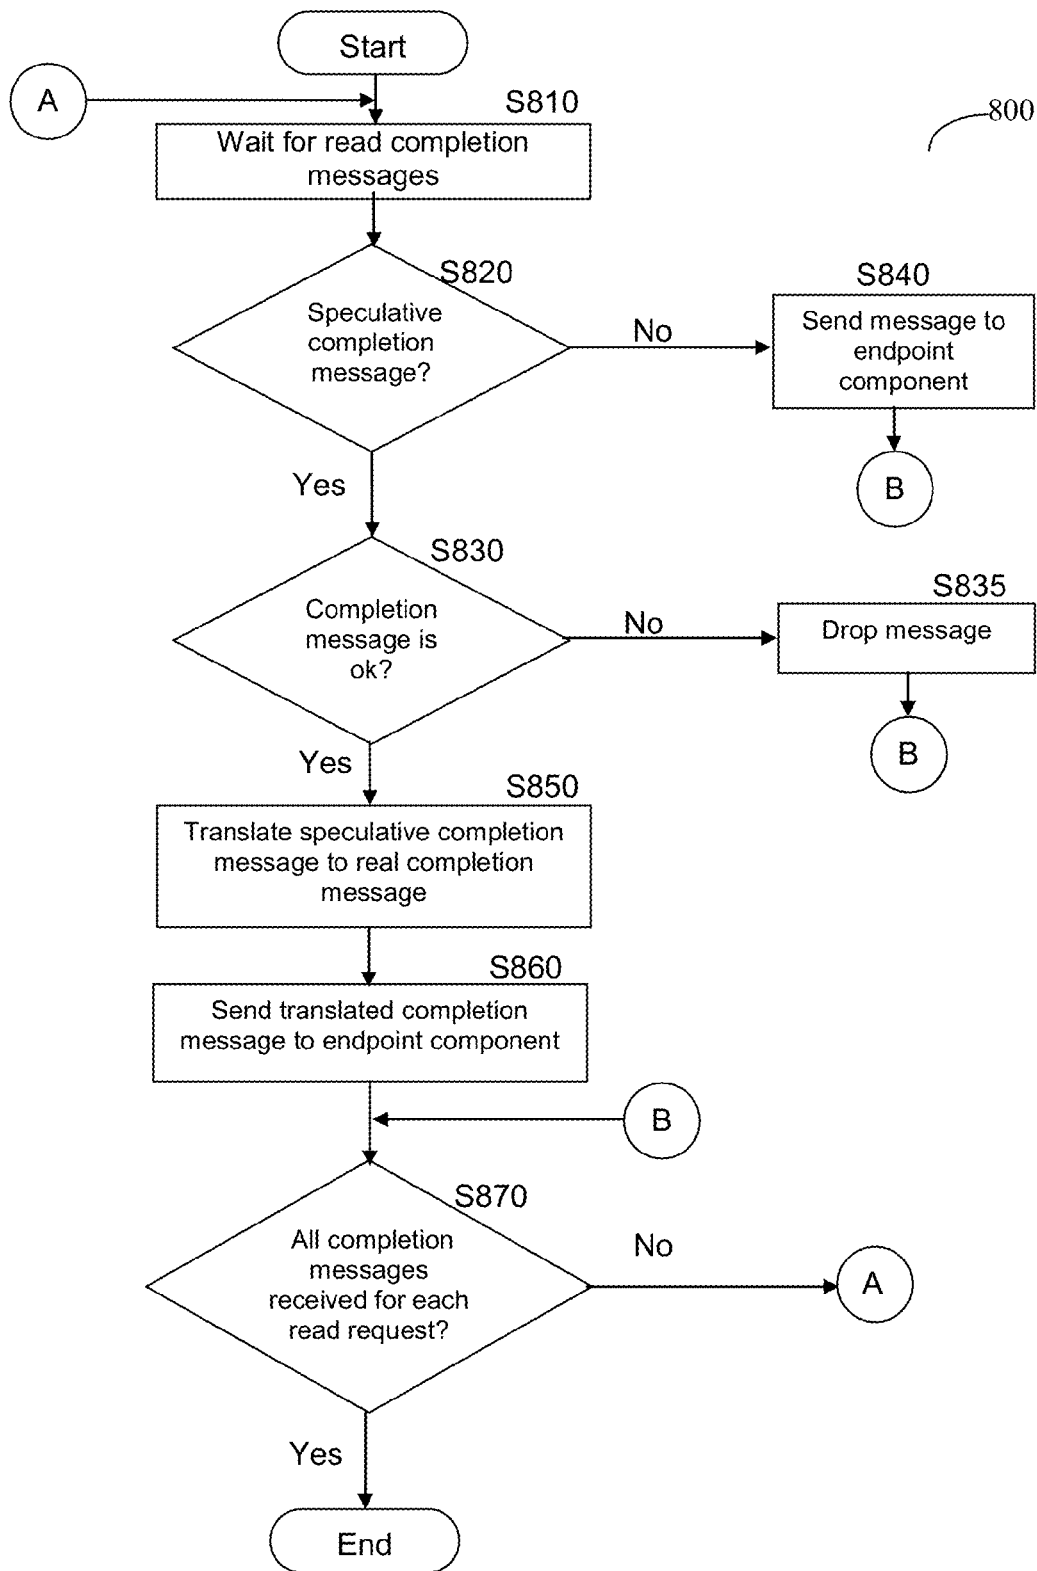 Start
A
S810
800
Wait for read completion
messages
S820
Speculative
completion
message?
No
S840
Send message to
endpoint
component
B
Yes
S830
Completion
message is
ok?
No
S835
Drop message
B
Yes
S850
Translate speculative completion
message to real completion
message
S860
Send translated completion
message to endpoint component
B
S870
All completion
messages
received for each
read request?
No
A
Yes
End